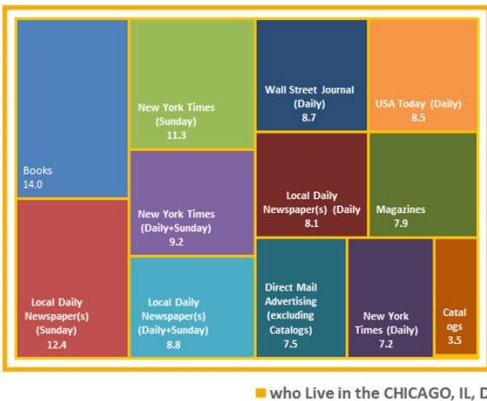 Books
14.0
New York Times
(Sunday)
11.3
Wall Street Journal
(Daily)
8.7
USA Today (Daily)
8.5
New York Times
(Daily+Sunday)
9.2
Local Daily
Newspaper(s) (Daily
8.1
Magazines
7.9
Local Daily
Newspaper(s)
(Sunday)
12.4
Local Daily
Newspaper(s)
(Daily+Sunday)
8.8
Direct Mail
Advertising
(excluding
Catalogs)
7.5
New York
Times (Daily)
7.2
Catal
ogs
3.5
who Live in the CHICAGO, IL, D